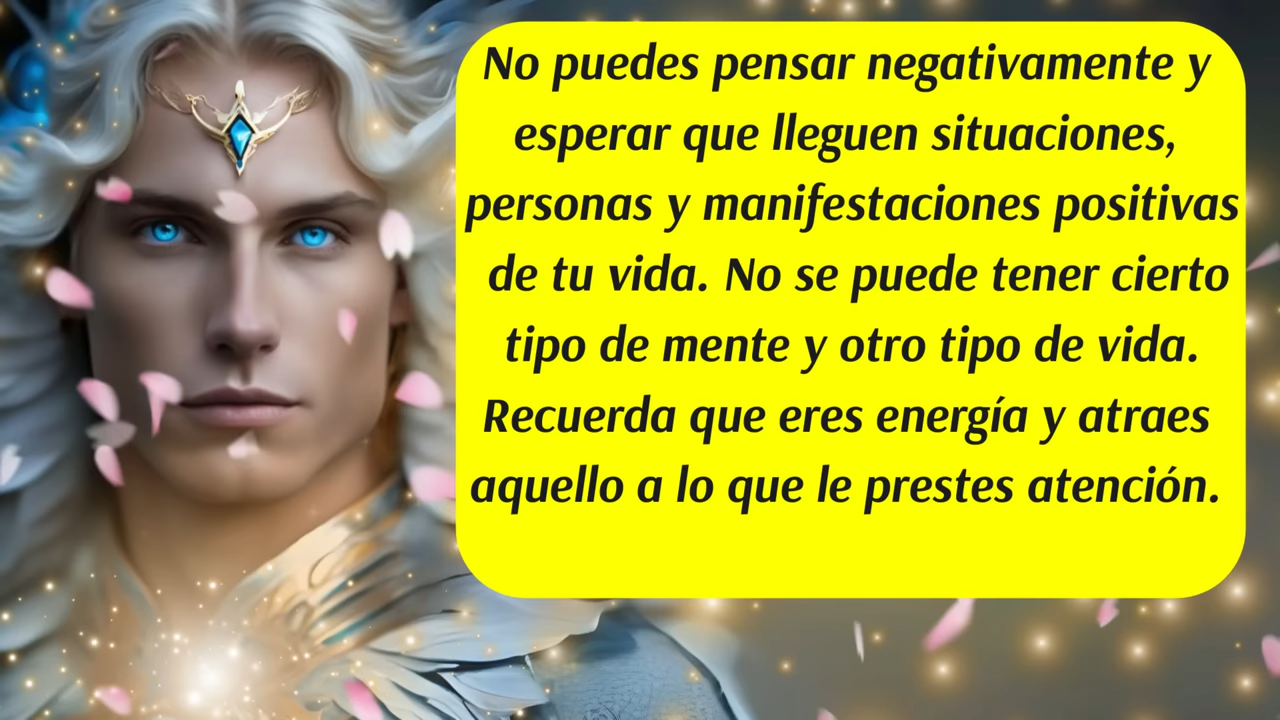 No puedes pensar negativamente y
esperar que lleguen situaciones,
personas y manifestaciones positivas
de tu vida. No se puede tener cierto
tipo de mente y otro tipo de vida.
Recuerda que eres energía y atraes
aquello a lo que le prestes atención.